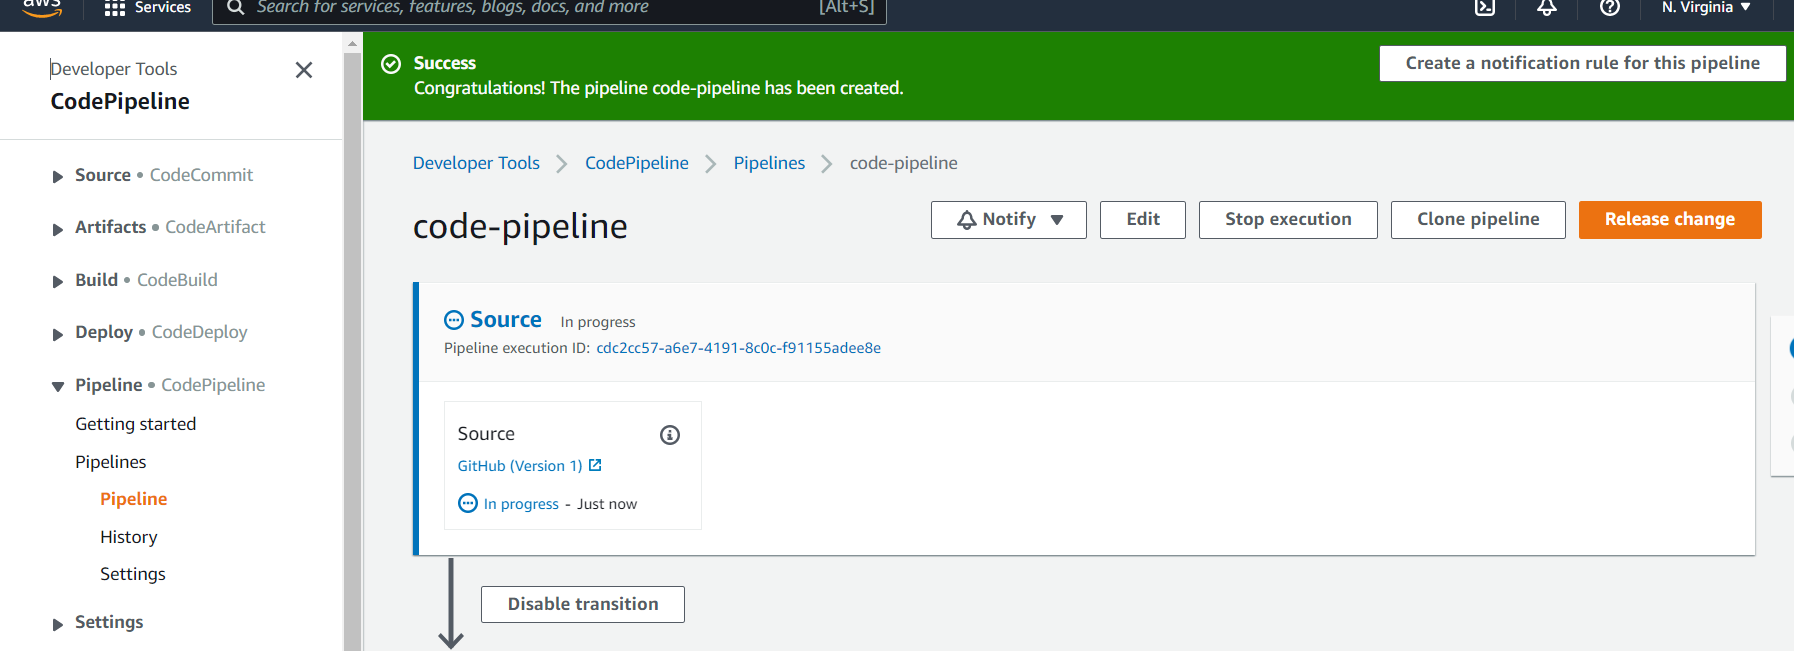 aws
Services
Search for services, features, blogs, docs, and more
[Alt+S]
N. Virginia
Developer Tools
CodePipeline
Source • CodeCommit
Artifacts • CodeArtifact
Build • CodeBuild
Deploy • CodeDeploy
Pipeline • CodePipeline
Getting started
Pipelines
Pipeline
History
Settings
Settings
Success
Congratulations! The pipeline code-pipeline has been created.
Create a notification rule for this pipeline
Developer Tools
CodePipeline
Pipelines
code-pipeline
code-pipeline
Notify
Edit
Stop execution
Clone pipeline
Release change
Source In progress
Pipeline execution ID: cdc2cc57-a6e7-4191-8c0c-f91155adee8e
Source
GitHub (Version 1)
In progress - Just now
Disable transition